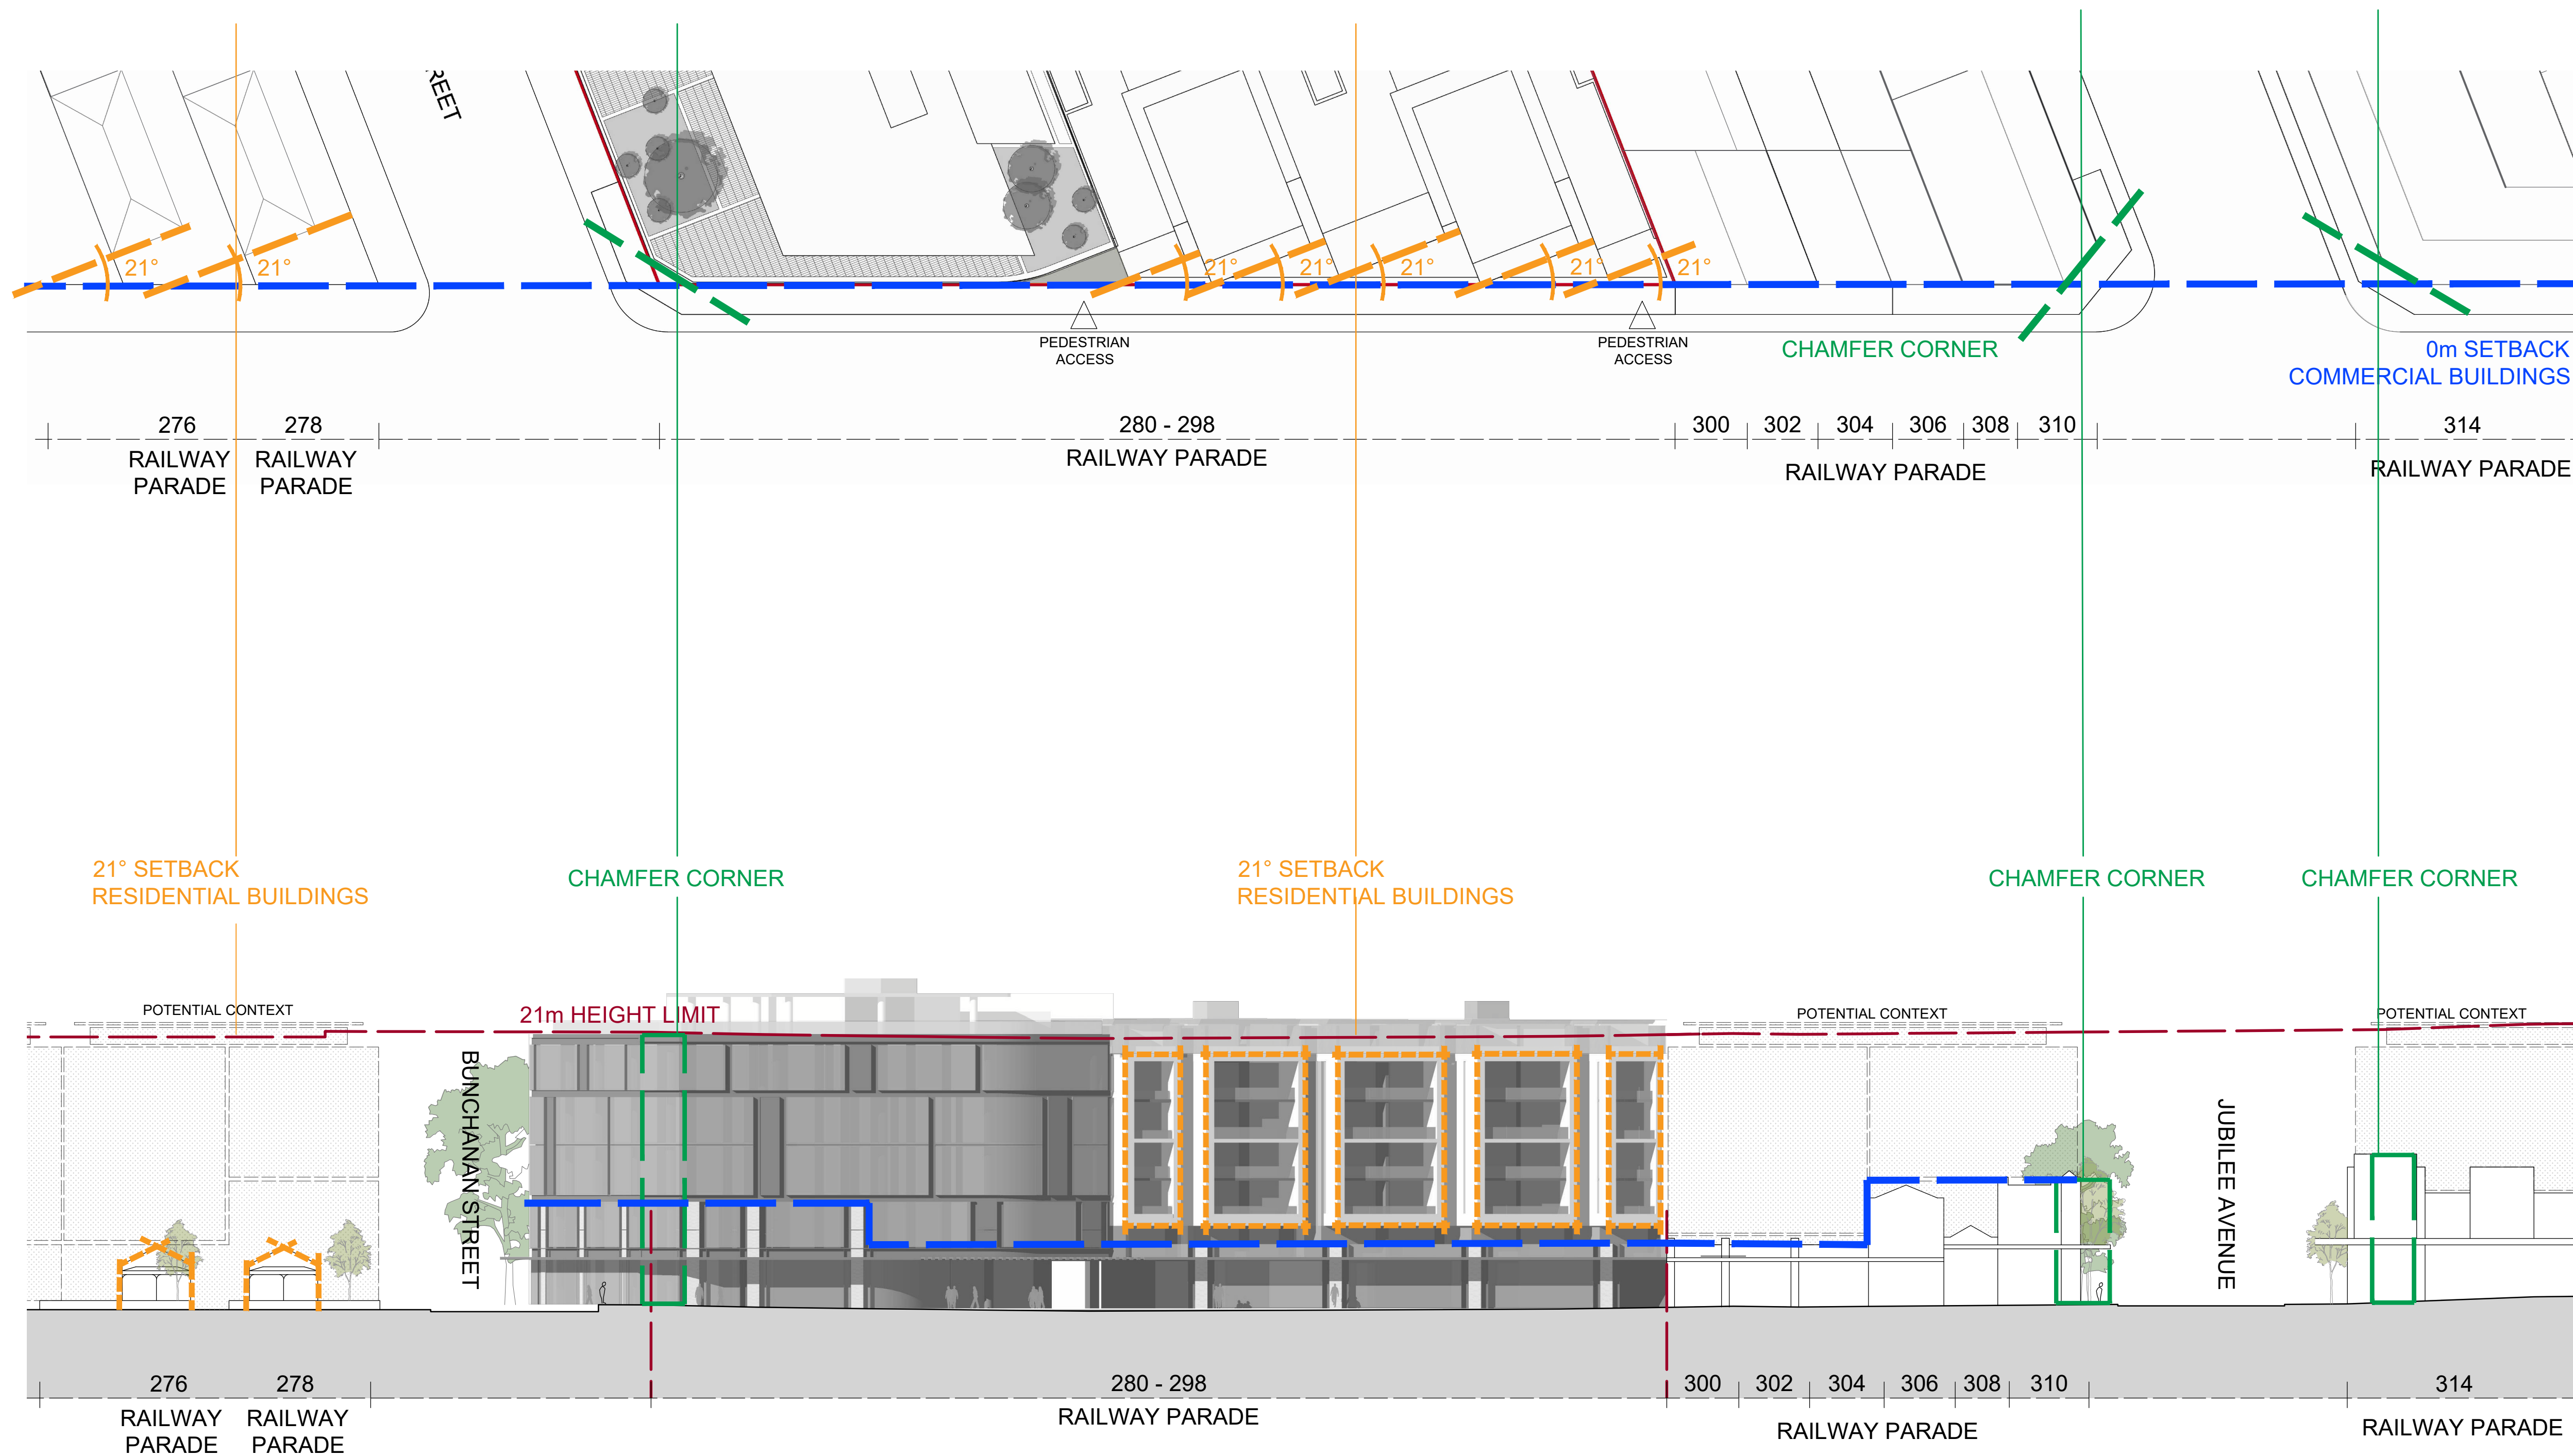 REET
21°
21°
21°
21°
21°
21°
21°
PEDESTRIAN
ACCESS
PEDESTRIAN
ACCESS
CHAMFER CORNER
0m SETBACK
COMMERCIAL BUILDINGS
276
278
280 - 298
300
302
304
306
308
310
314
RAILWAY
PARADE
RAILWAY
PARADE
RAILWAY PARADE
RAILWAY PARADE
RAILWAY PARADE
21° SETBACK
RESIDENTIAL BUILDINGS
CHAMFER CORNER
21° SETBACK
RESIDENTIAL BUILDINGS
CHAMFER CORNER
CHAMFER CORNER
POTENTIAL CONTEXT
21m HEIGHT LIMIT
POTENTIAL CONTEXT
POTENTIAL CONTEXT
BUNCHANAN STREET
JUBILEE AVENUE
276
278
280 - 298
300
302
304
306
308
310
314
RAILWAY
PARADE
RAILWAY
PARADE
RAILWAY PARADE
RAILWAY PARADE
RAILWAY PARADE